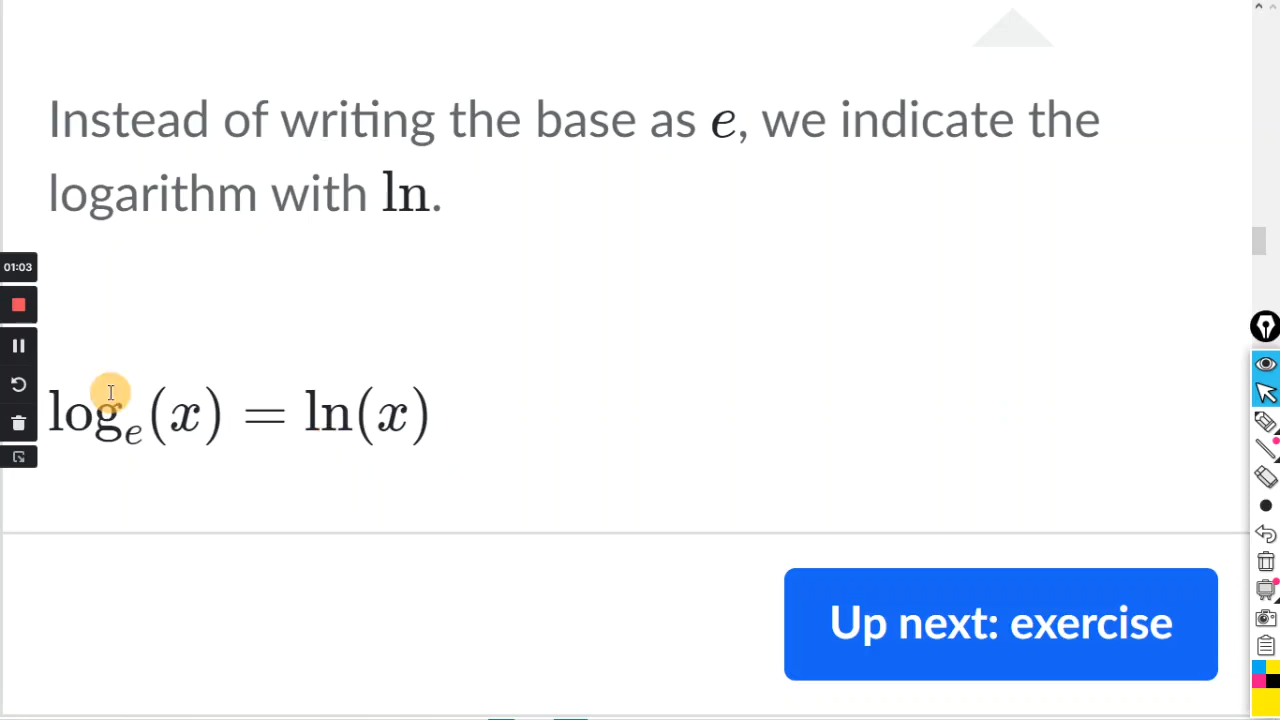 Instead of writing the base as e, we indicate the
logarithm with ln.
01:03
logₑ(x) = ln(x)
Up next: exercise